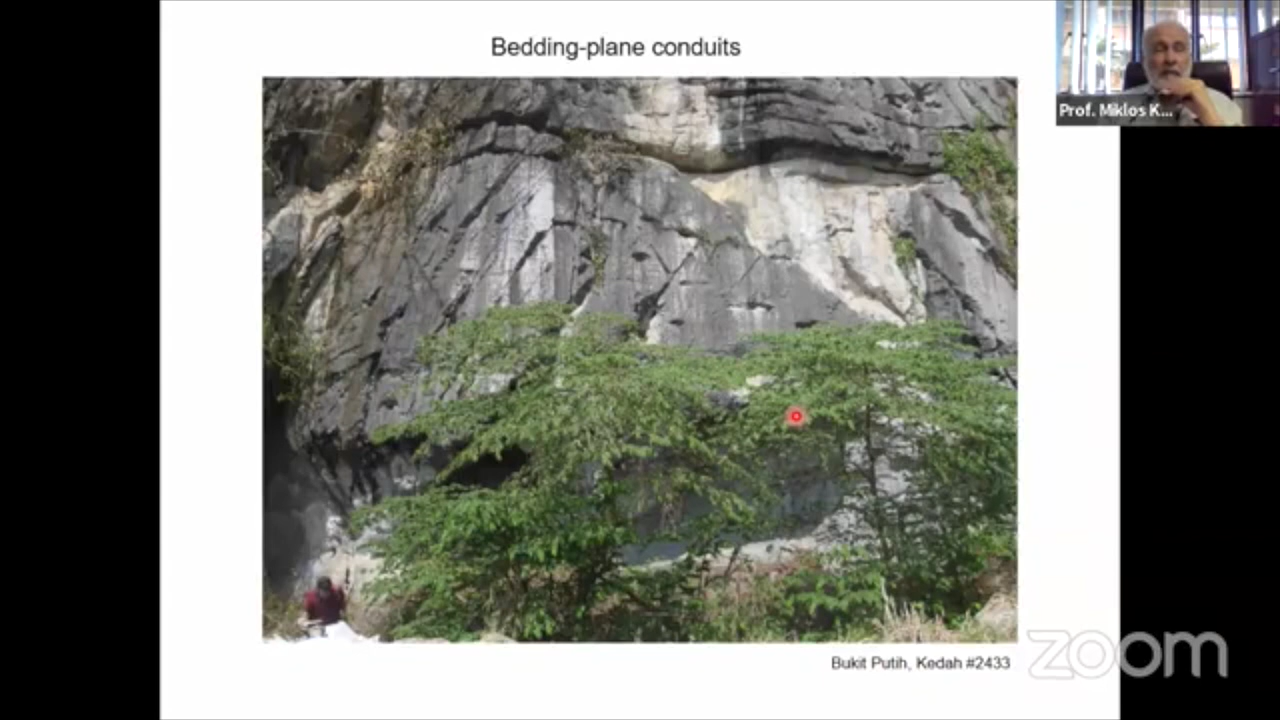 Bedding-plane conduits
Prof. Miklos K...
Bukit Putih, Kedah #2433
zoom